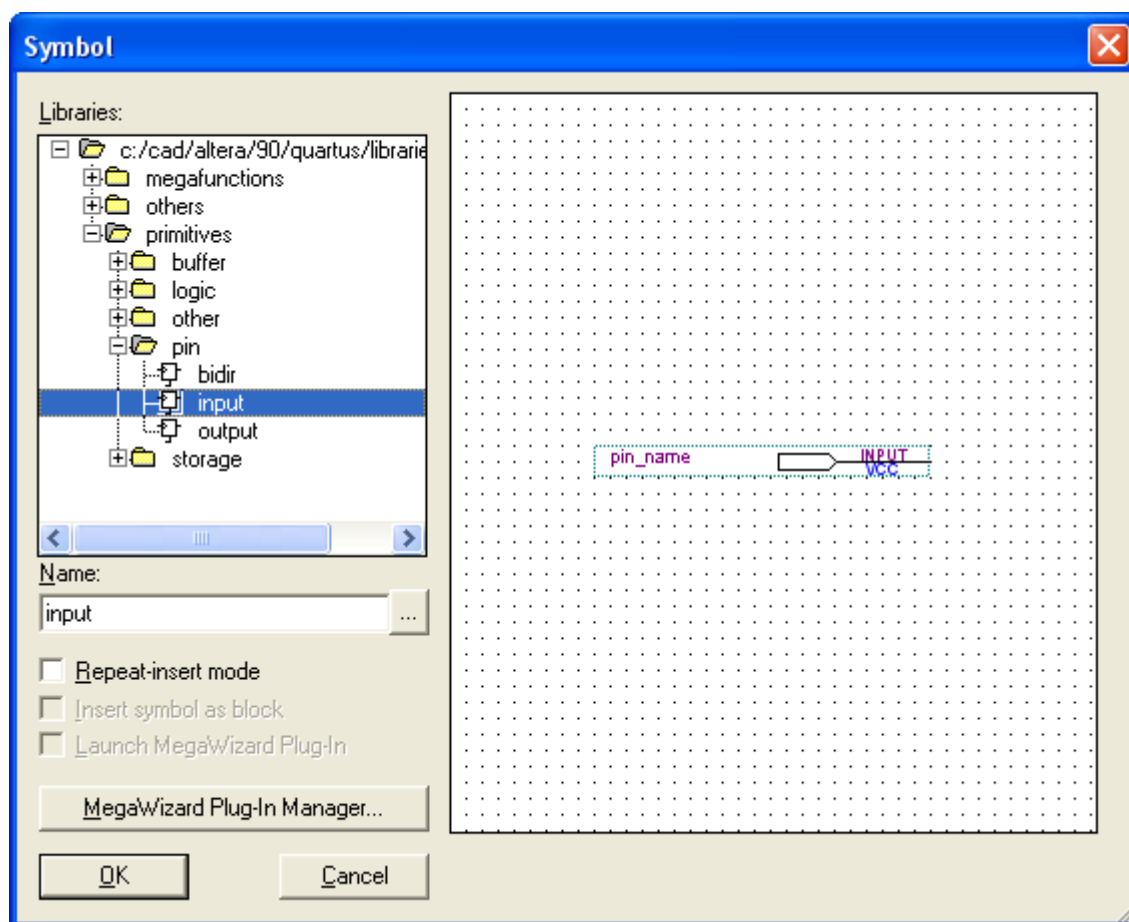 Symbol
Libraries:
c:/cad/altera/90/quartus/librarie
megafunctions
others
primitives
buffer
logic
other
pin
bidir
input
output
storage
Name:
input
...
Repeat-insert mode
Insert symbol as block
Launch MegaWizard Plug-In
MegaWizard Plug-In Manager...
OK
Cancel
pin_name
INPUT
VCC